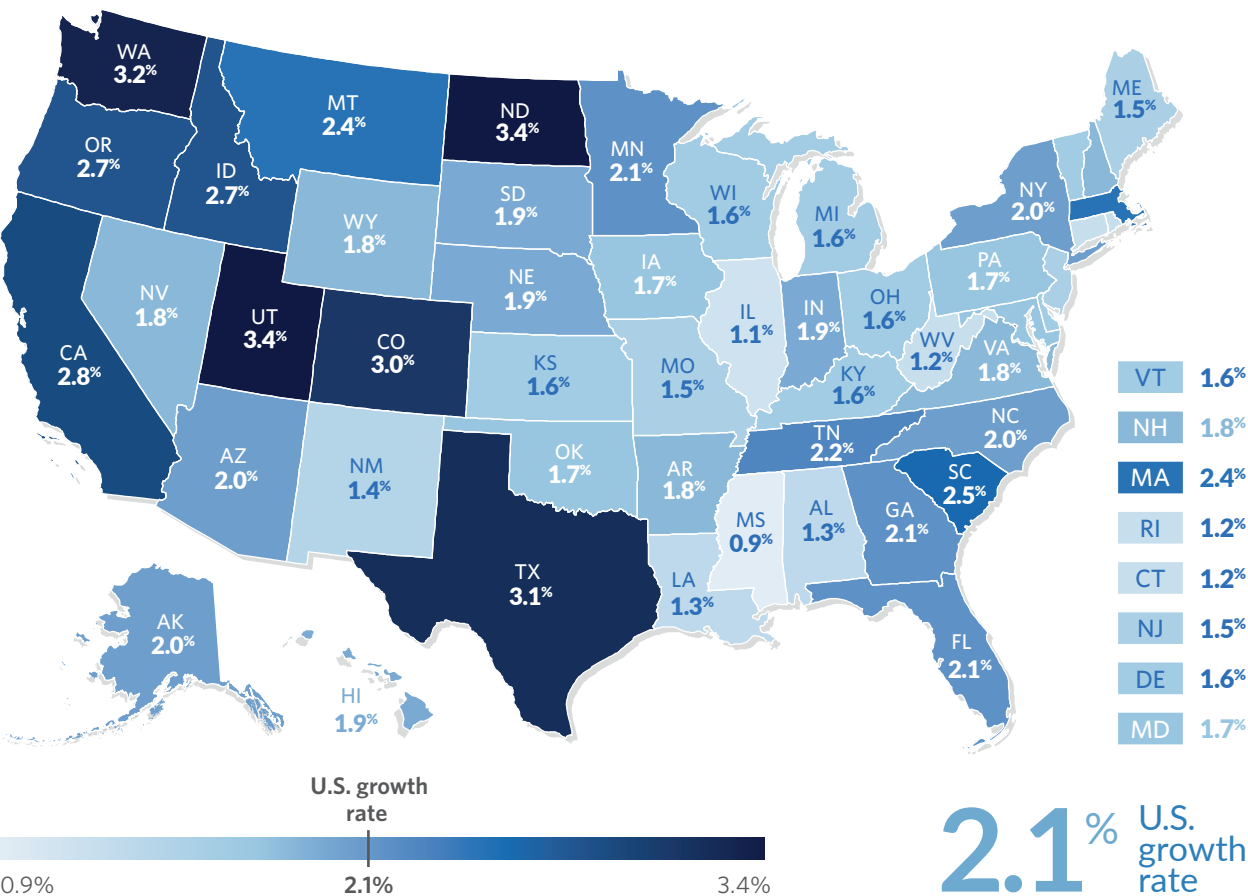 WA
3.2%
OR
2.7%
ID
2.7%
MT
2.4%
ND
3.4%
MN
2.1%
SD
1.9%
WY
1.8%
NE
1.9%
NV
1.8%
UT
3.4%
CO
3.0%
CA
2.8%
KS
1.6%
IA
1.7%
MO
1.5%
WI
1.6%
MI
1.6%
IL
1.1%
IN
1.9%
OH
1.6%
KY
1.6%
WV
1.2%
VA
1.8%
PA
1.7%
NY
2.0%
ME
1.5%
AZ
2.0%
NM
1.4%
OK
1.7%
AR
1.8%
TN
2.2%
NC
2.0%
SC
2.5%
GA
2.1%
AL
1.3%
MS
0.9%
LA
1.3%
TX
3.1%
FL
2.1%
AK
2.0%
HI
1.9%
VT 1.6%
NH 1.8%
MA 2.4%
RI 1.2%
CT 1.2%
NJ 1.5%
DE 1.6%
MD 1.7%
U.S. growth
rate
0.9% 2.1% 3.4%
2.1%
U.S.
growth
rate